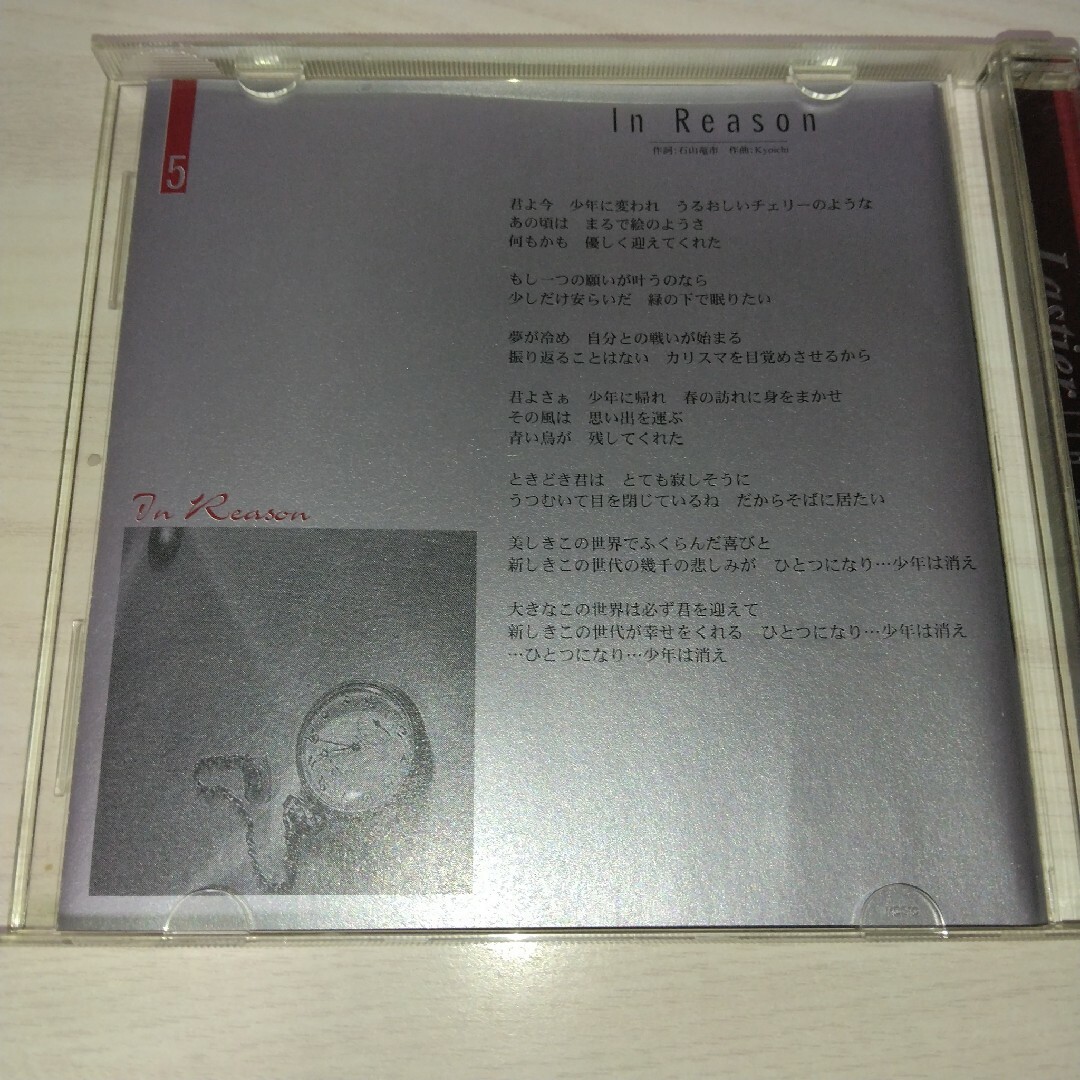 5
In Reason
作詞:石山竜市 作曲:Kyoichi
君よ今 少年に変われ うるおしいチェリーのような
あの頃は まるで絵のようさ
何もかも 優しく迎えてくれた
もし一つの願いが叶うのなら
少しだけ安らいだ 緑の下で眠りたい
夢が冷め 自分との戦いが始まる
振り返ることはない カリスマを目覚めさせるから
君よさぁ 少年に帰れ 春の訪れに身をまかせ
その風は 思い出を運ぶ
青い鳥が 残してくれた
ときどき君は とても寂しそうに
うつむいて目を閉じているね だからそばに居たい
美しきこの世界でふくらんだ喜びと
新しきこの世代の幾千の悲しみが ひとつになり…少年は消え
大きなこの世界は必ず君を迎えて
新しきこの世代が幸せをくれる ひとつになり…少年は消え
…ひとつになり…少年は消え
In Reason
Lastier